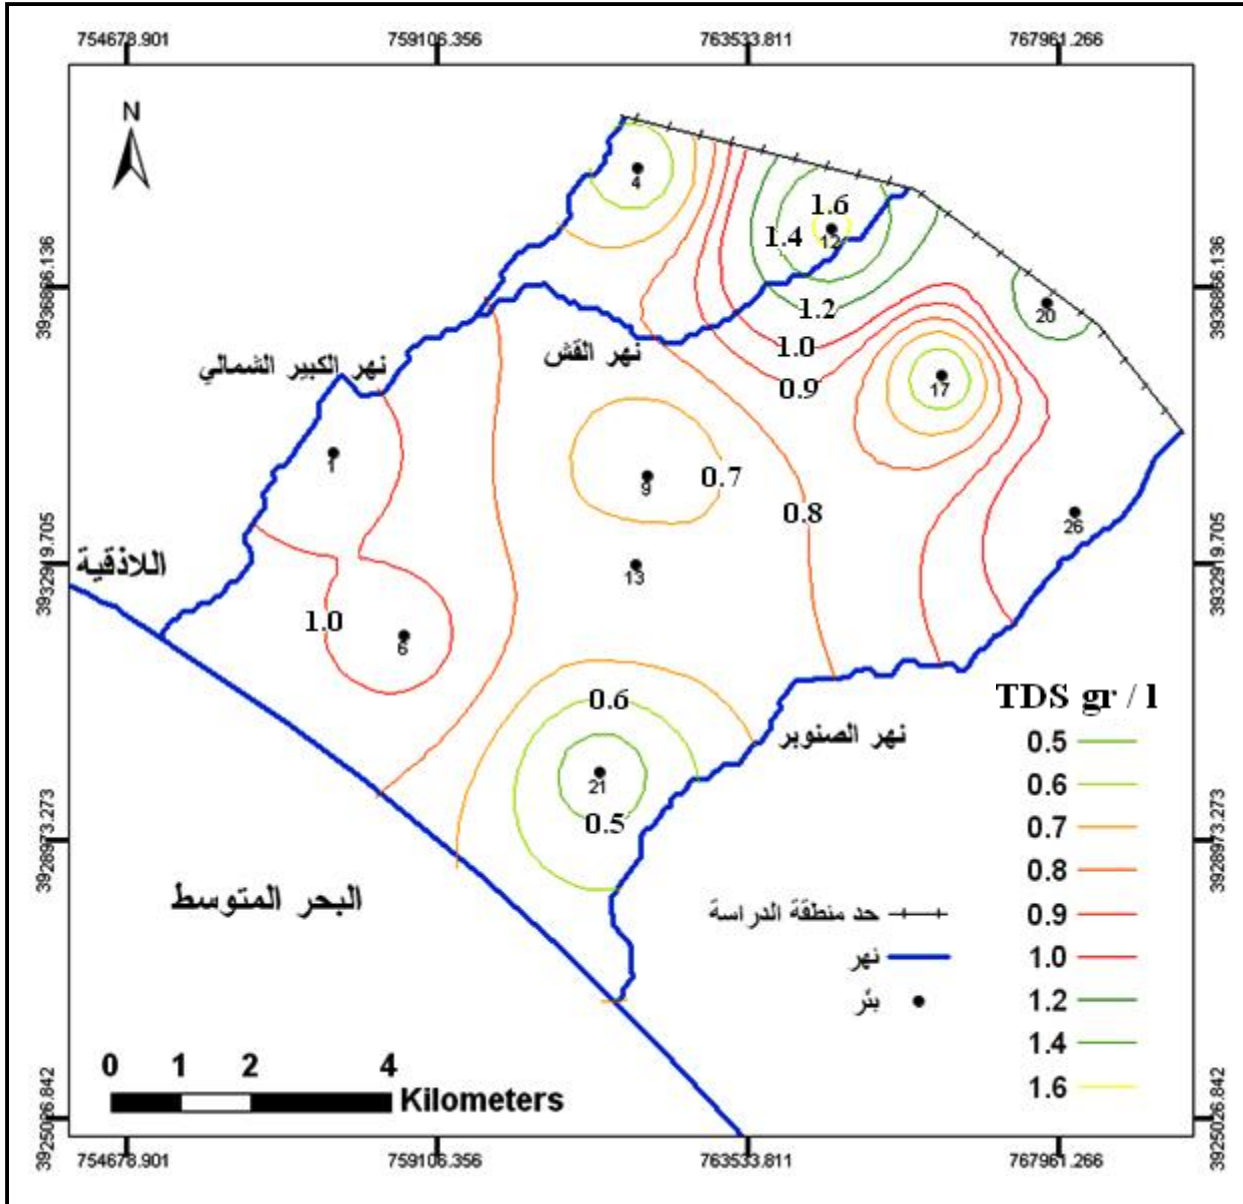 754678.901 759106.356 763533.811 767961.266
N
3936866.136 3936866.136
4
1.6
12
1.4
1.2
20
1.0
0.9
17
نهر القش
نهر الكبير الشمالي
1
9
0.7
0.8
26
3932919.705 3932919.705
اللاذقية
13
1.0
6
0.6
21
0.5
نهر الصنوبر
TDS gr / l
0.5
0.6
0.7
0.8
0.9
1.0
1.2
1.4
1.6
3928973.273 3928973.273
البحر المتوسط
حد منطقة الدراسة
نهر
بئر
0 1 2 4
Kilometers
3925026.842 3925026.842
754678.901 759106.356 763533.811 767961.266